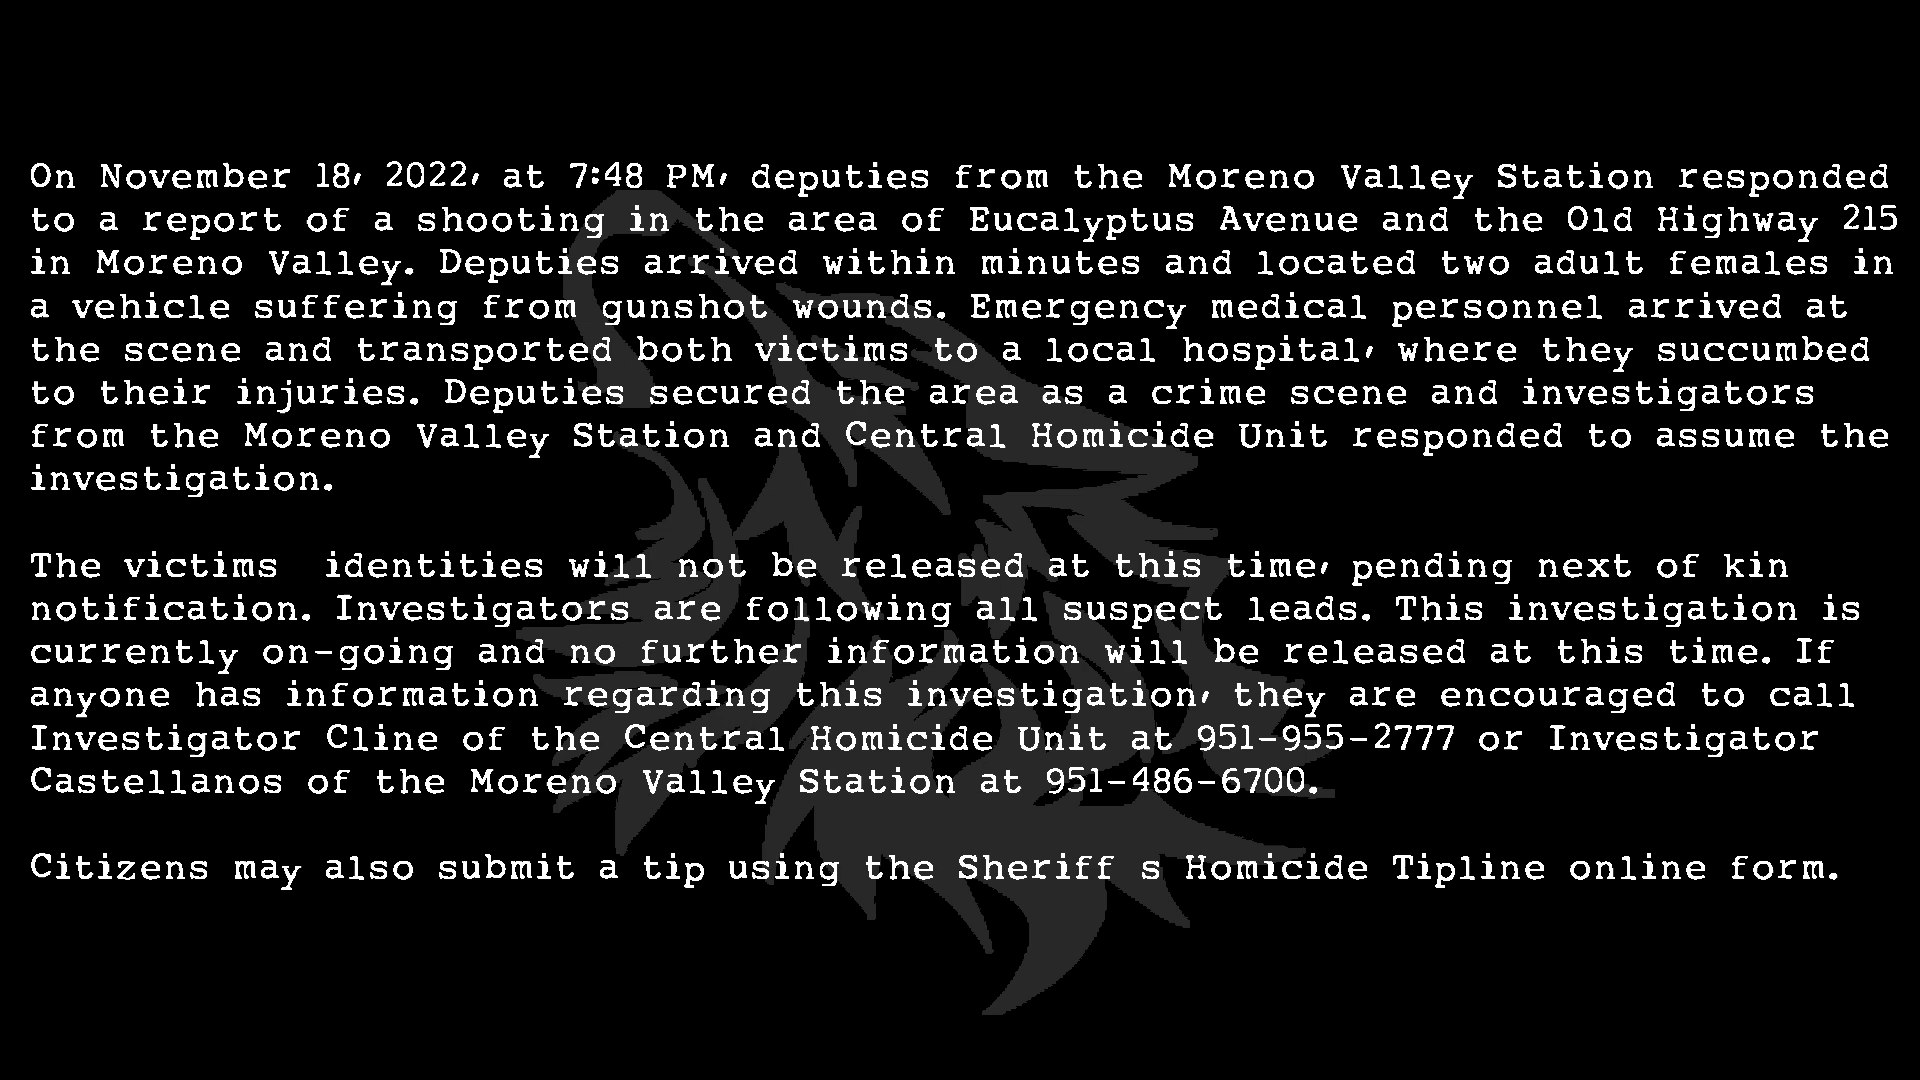 On November 18, 2022, at 7:48 PM, deputies from the Moreno Valley Station responded
to a report of a shooting in the area of Eucalyptus Avenue and the Old Highway 215
in Moreno Valley. Deputies arrived within minutes and located two adult females in
a vehicle suffering from gunshot wounds. Emergency medical personnel arrived at
the scene and transported both victims to a local hospital, where they succumbed
to their injuries. Deputies secured the area as a crime scene and investigators
from the Moreno Valley Station and Central Homicide Unit responded to assume the
investigation.
The victims  identities will not be released at this time, pending next of kin
notification. Investigators are following all suspect leads. This investigation is
currently on-going and no further information will be released at this time. If
anyone has information regarding this investigation, they are encouraged to call
Investigator Cline of the Central Homicide Unit at 951-955-2777 or Investigator
Castellanos of the Moreno Valley Station at 951-486-6700.
Citizens may also submit a tip using the Sheriff s Homicide Tipline online form.